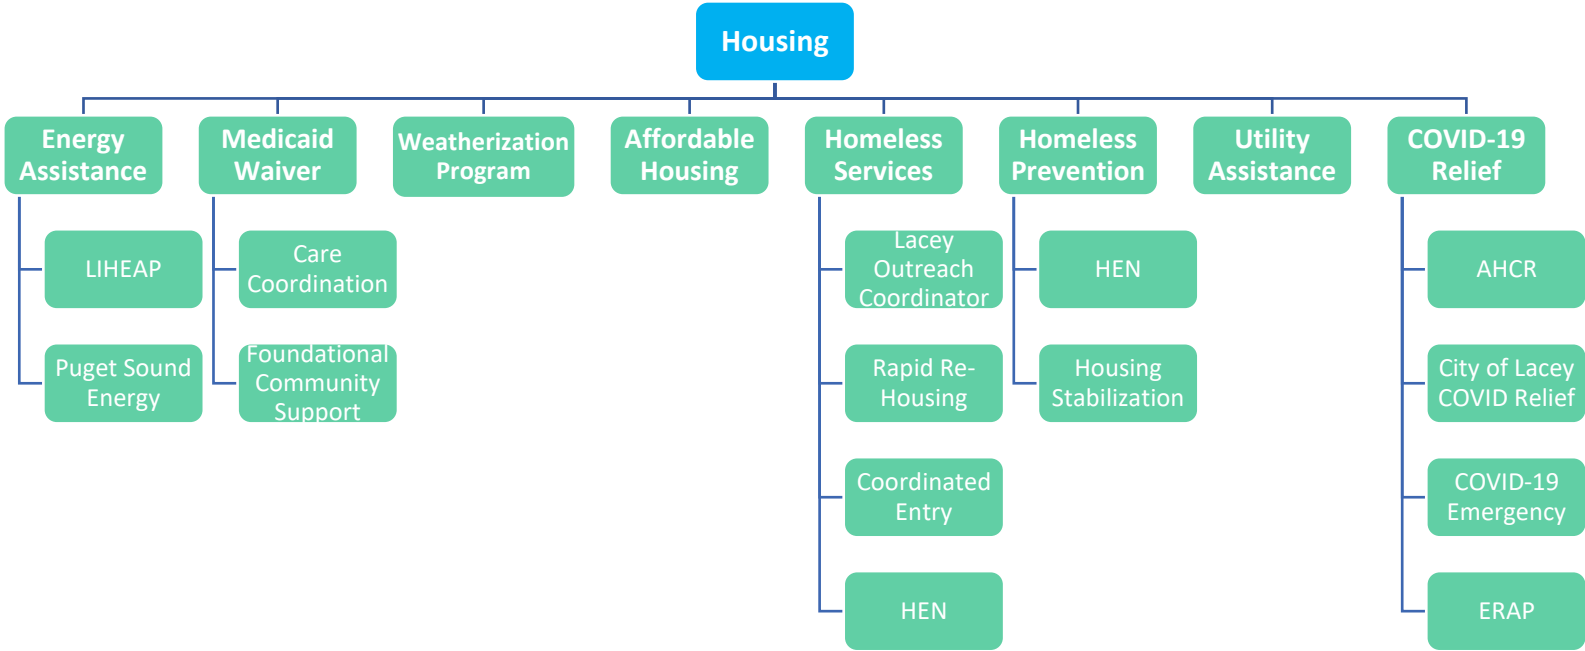 Housing
Energy
Assistance
LIHEAP
Puget Sound
Energy
Medicaid
Waiver
Care
Coordination
Foundational
Community
Support
Weatherization
Program
Affordable
Housing
Homeless
Services
Lacey
Outreach
Coordinator
Rapid Re-
Housing
Coordinated
Entry
HEN
Homeless
Prevention
HEN
Housing
Stabilization
Utility
Assistance
COVID-19
Relief
AHCR
City of Lacey
COVID Relief
COVID-19
Emergency
ERAP